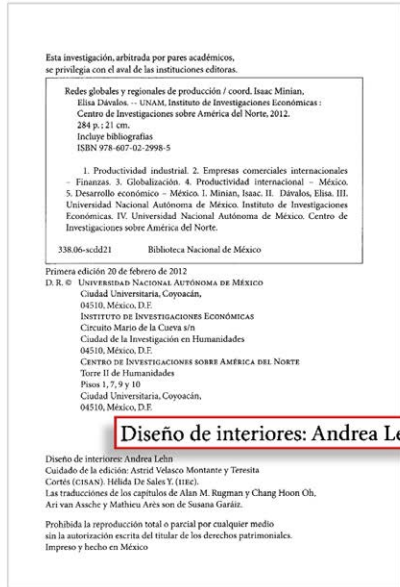 Esta investigación, arbitrada por pares académicos,
se privilegia con el aval de las instituciones editoras.
Redes globales y regionales de producción / coord. Isaac Minian,
Elisa Dávalos. -- UNAM, Instituto de Investigaciones Económicas :
Centro de Investigaciones sobre América del Norte, 2012.
284 p. ; 21 cm.
Incluye bibliografías
ISBN 978-607-02-2998-5
1. Productividad industrial. 2. Empresas comerciales internacionales
– Finanzas. 3. Globalización. 4. Productividad internacional – México.
5. Desarrollo económico – México. I. Minian, Isaac. II. Dávalos, Elisa. III.
Universidad Nacional Autónoma de México. Instituto de Investigaciones
Económicas. IV. Universidad Nacional Autónoma de México. Centro de
Investigaciones sobre América del Norte.
338.06-scdd21 Biblioteca Nacional de México
Primera edición 20 de febrero de 2012
D. R. © UNIVERSIDAD NACIONAL AUTÓNOMA DE MÉXICO
Ciudad Universitaria, Coyoacán,
04510, México, D.F.
INSTITUTO DE INVESTIGACIONES ECONÓMICAS
Circuito Mario de la Cueva s/n
Ciudad de la Investigación en Humanidades
04510, México, D.F.
CENTRO DE INVESTIGACIONES SOBRE AMÉRICA DEL NORTE
Torre II de Humanidades
Pisos 1, 7, 9 y 10
Ciudad Universitaria, Coyoacán,
04510, México, D.F.
Diseño de interiores: Andrea Le
Diseño de interiores: Andrea Lehn
Cuidado de la edición: Astrid Velasco Montante y Teresita
Cortés (CISAN). Hélida De Sales Y. (IIEC).
Las traducciones de los capítulos de Alan M. Rugman y Chang Hoon Oh,
Ari van Assche y Mathieu Arès son de Susana Garáiz.
Prohibida la reproducción total o parcial por cualquier medio
sin la autorización escrita del titular de los derechos patrimoniales.
Impreso y hecho en México